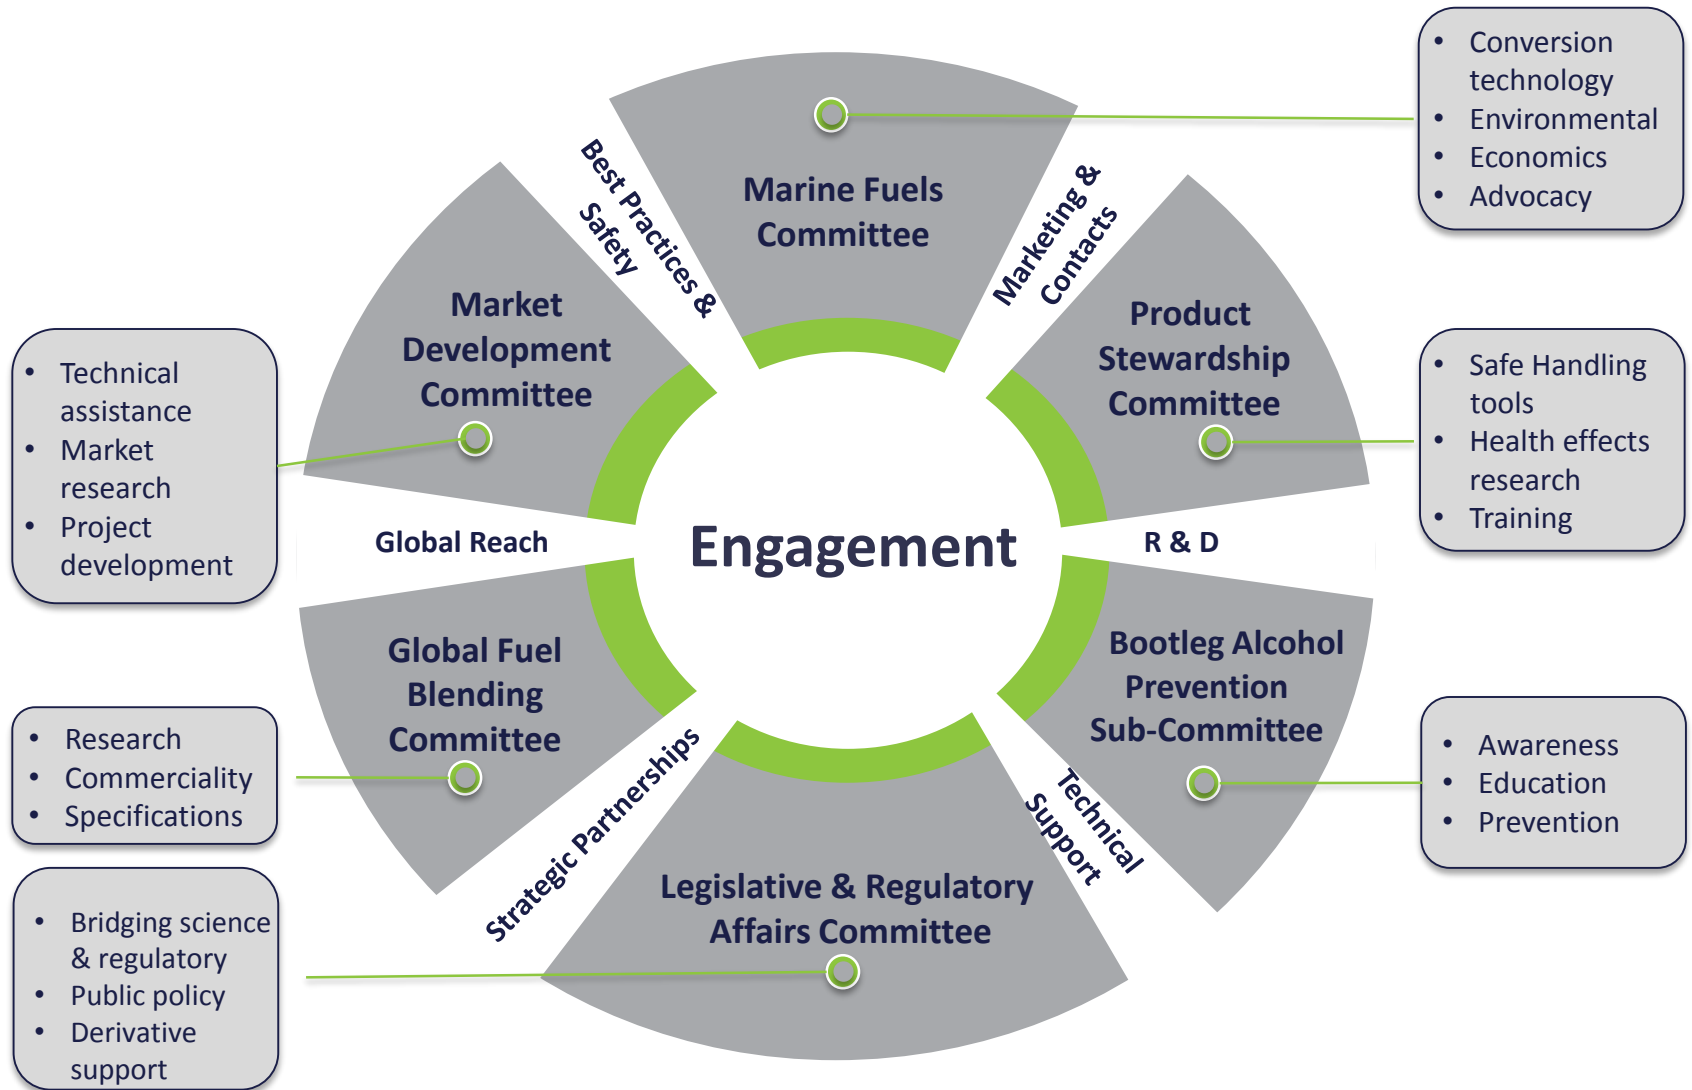 • Conversion
technology
• Environmental
• Economics
• Advocacy
Best Practices &
Safety
Marine Fuels
Committee
Marketing &
Contacts
Market
Development
Committee
Product
Stewardship
Committee
• Technical
assistance
• Market
research
• Project
development
• Safe Handling
tools
• Health effects
research
• Training
Global Reach
Engagement
R & D
Global Fuel
Blending
Committee
Bootleg Alcohol
Prevention
Sub-Committee
• Research
• Commerciality
• Specifications
• Awareness
• Education
• Prevention
Strategic Partnerships
Technical
Support
Legislative & Regulatory
Affairs Committee
• Bridging science
& regulatory
• Public policy
• Derivative
support